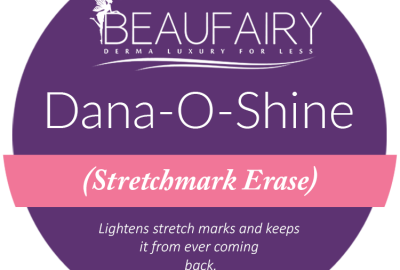 BEAUFAIRY
DERMA LUXURY FOR LESS
Dana-O-Shine
(Stretchmark Erase)
Lightens stretch marks and keeps
it from ever coming
back.